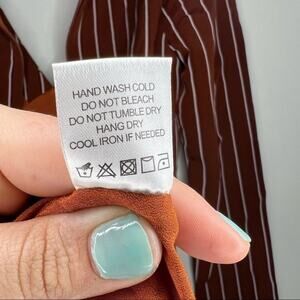 HAND WASH COLD
DO NOT BLEACH
DO NOT TUMBLE DRY
HANG DRY
COOL IRON IF NEEDED